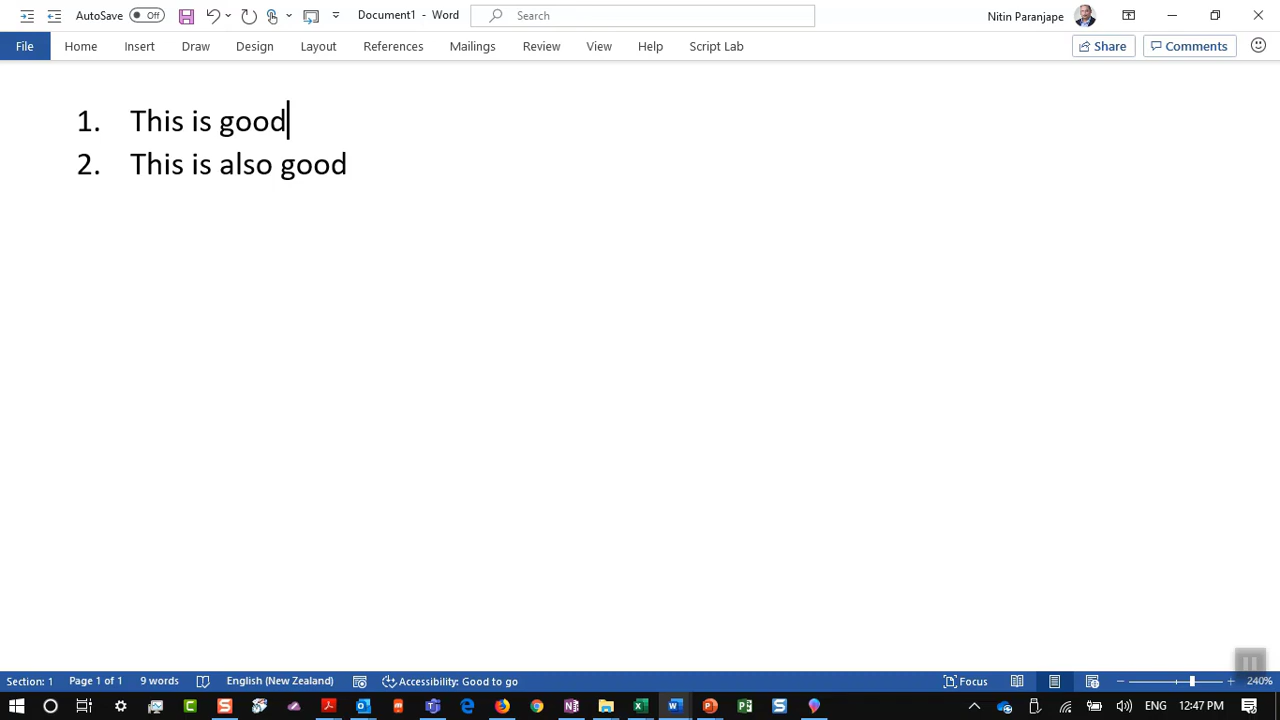 AutoSave Off Document1 - Word Search Nitin Paranjape
File Home Insert Draw Design Layout References Mailings Review View Help Script Lab Share Comments
1. This is good
2. This is also good
Section: 1 Page 1 of 1 9 words English (New Zealand) Accessibility: Good to go Focus 240%
ENG 12:47 PM